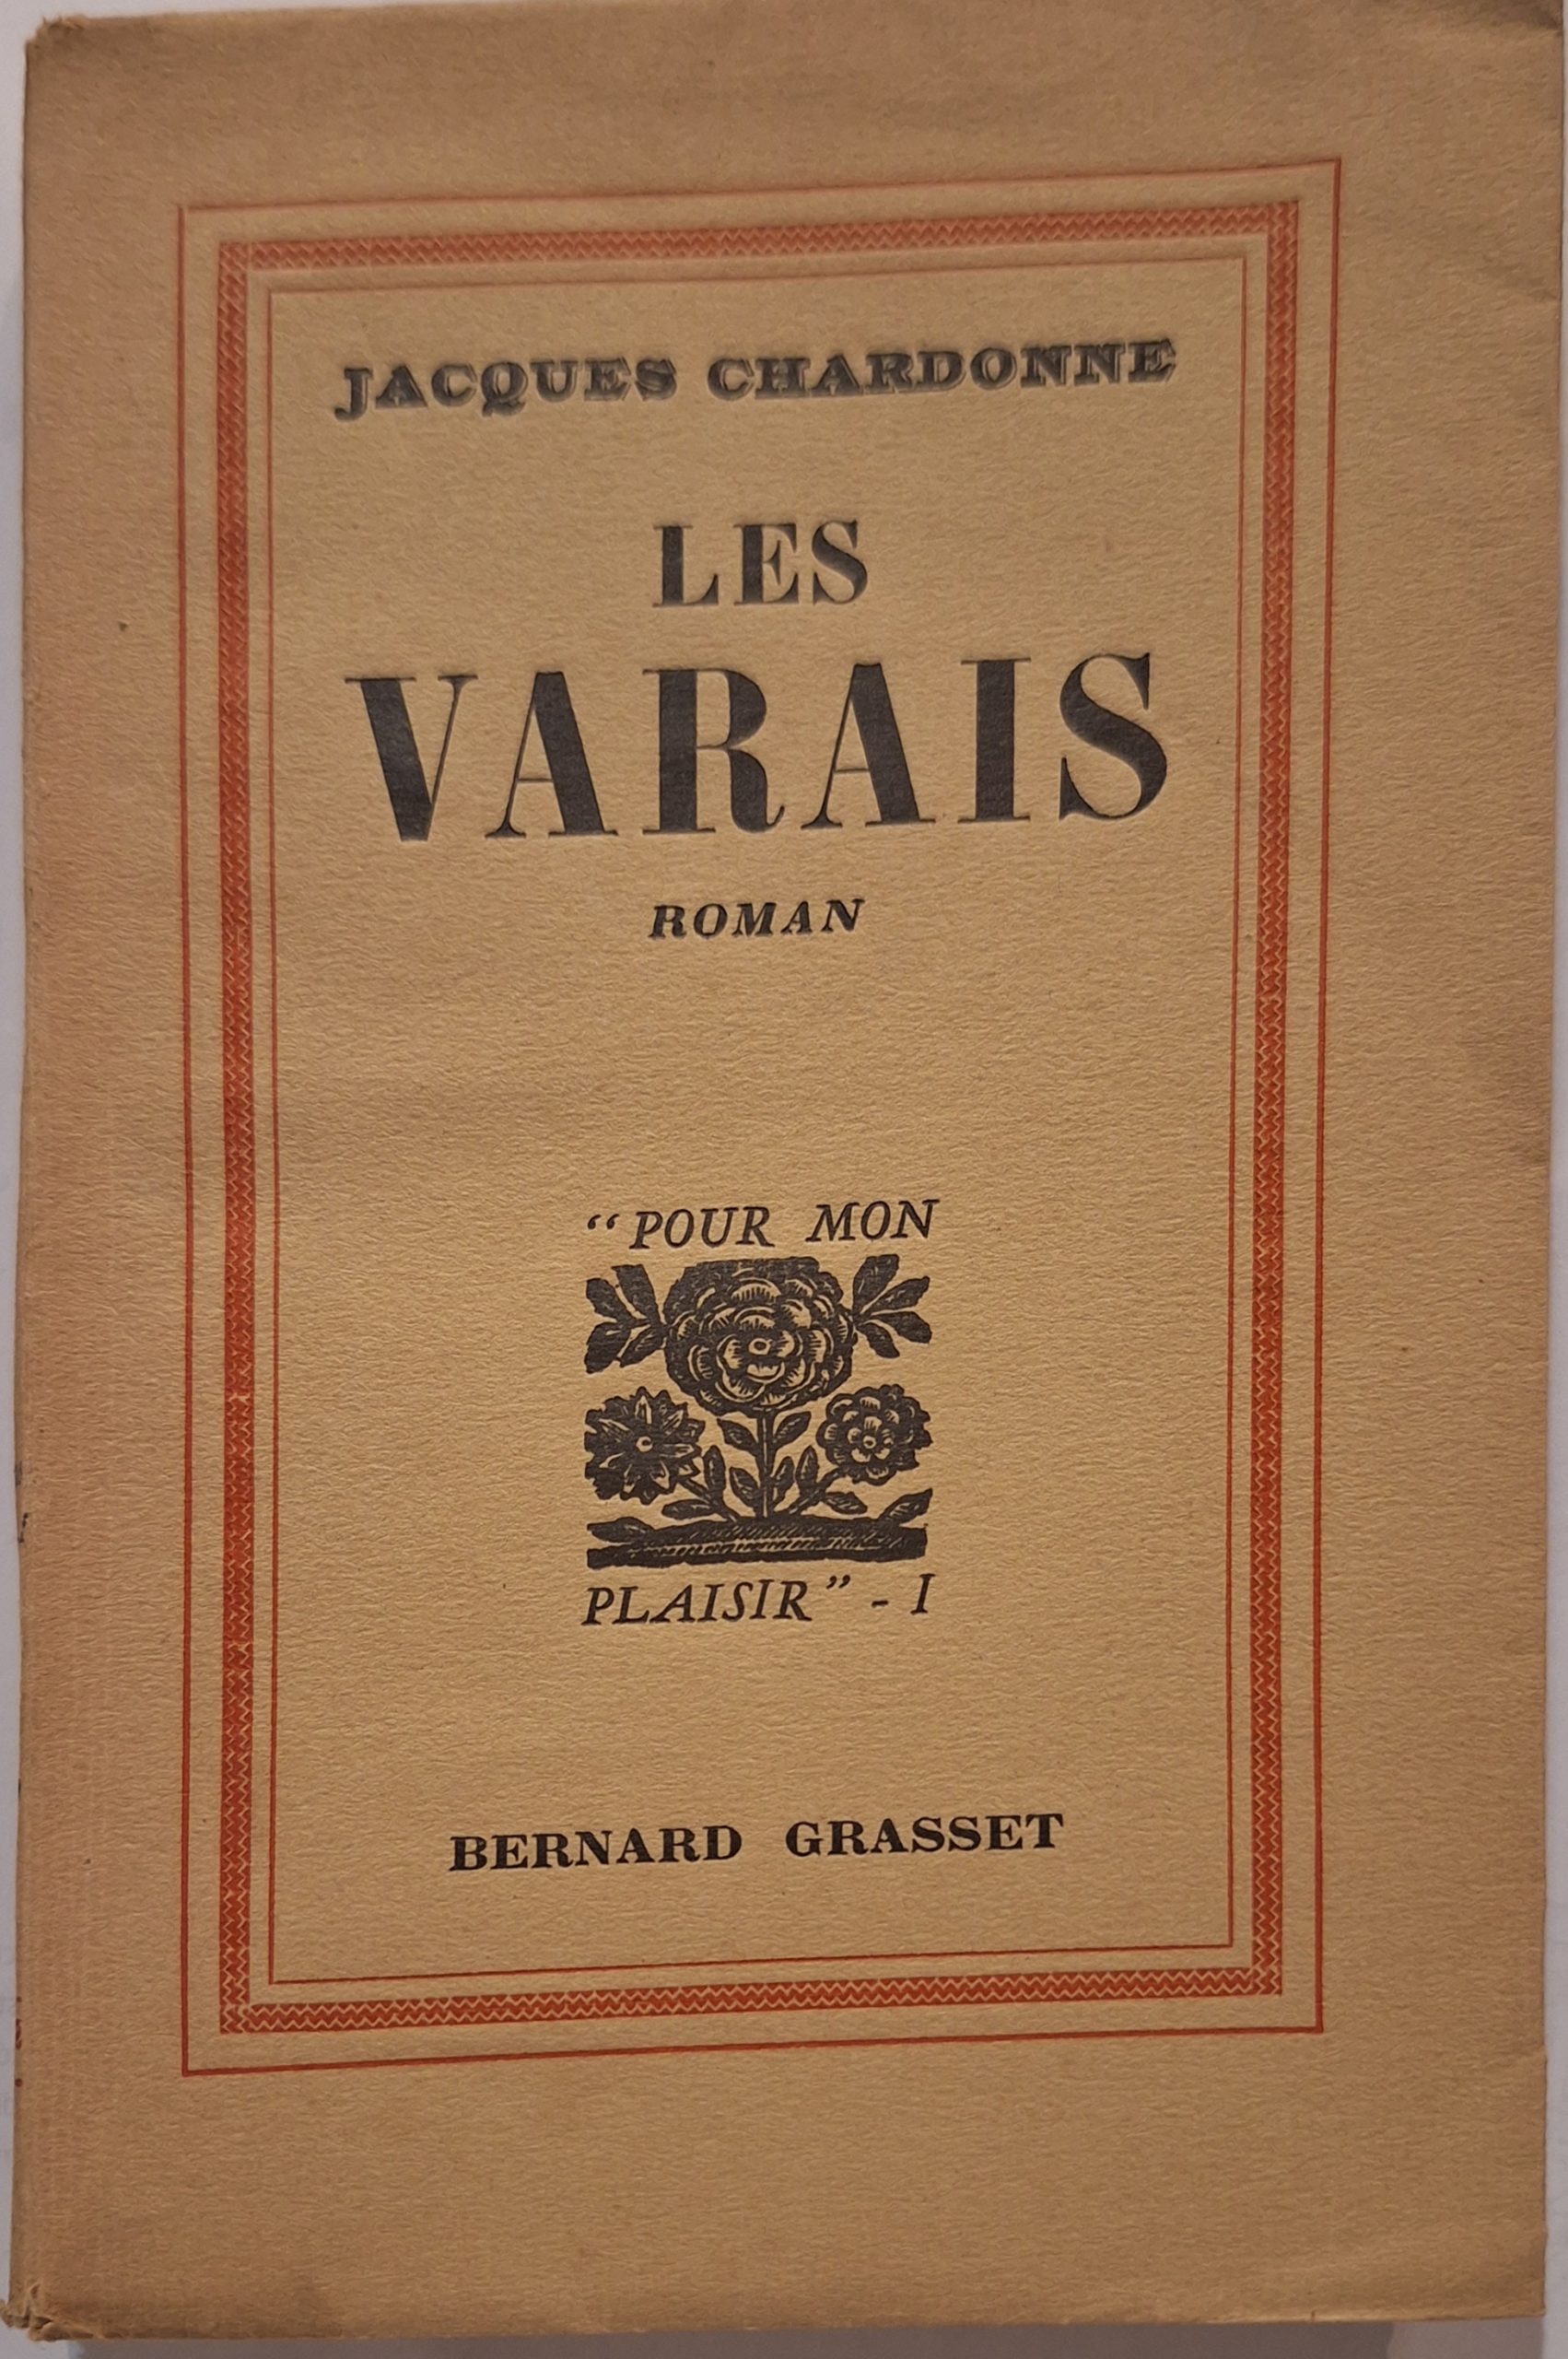 JACQUES CHARDONNE
LES
VARAIS
ROMAN
“POUR MON
PLAISIR” - I
BERNARD GRASSET